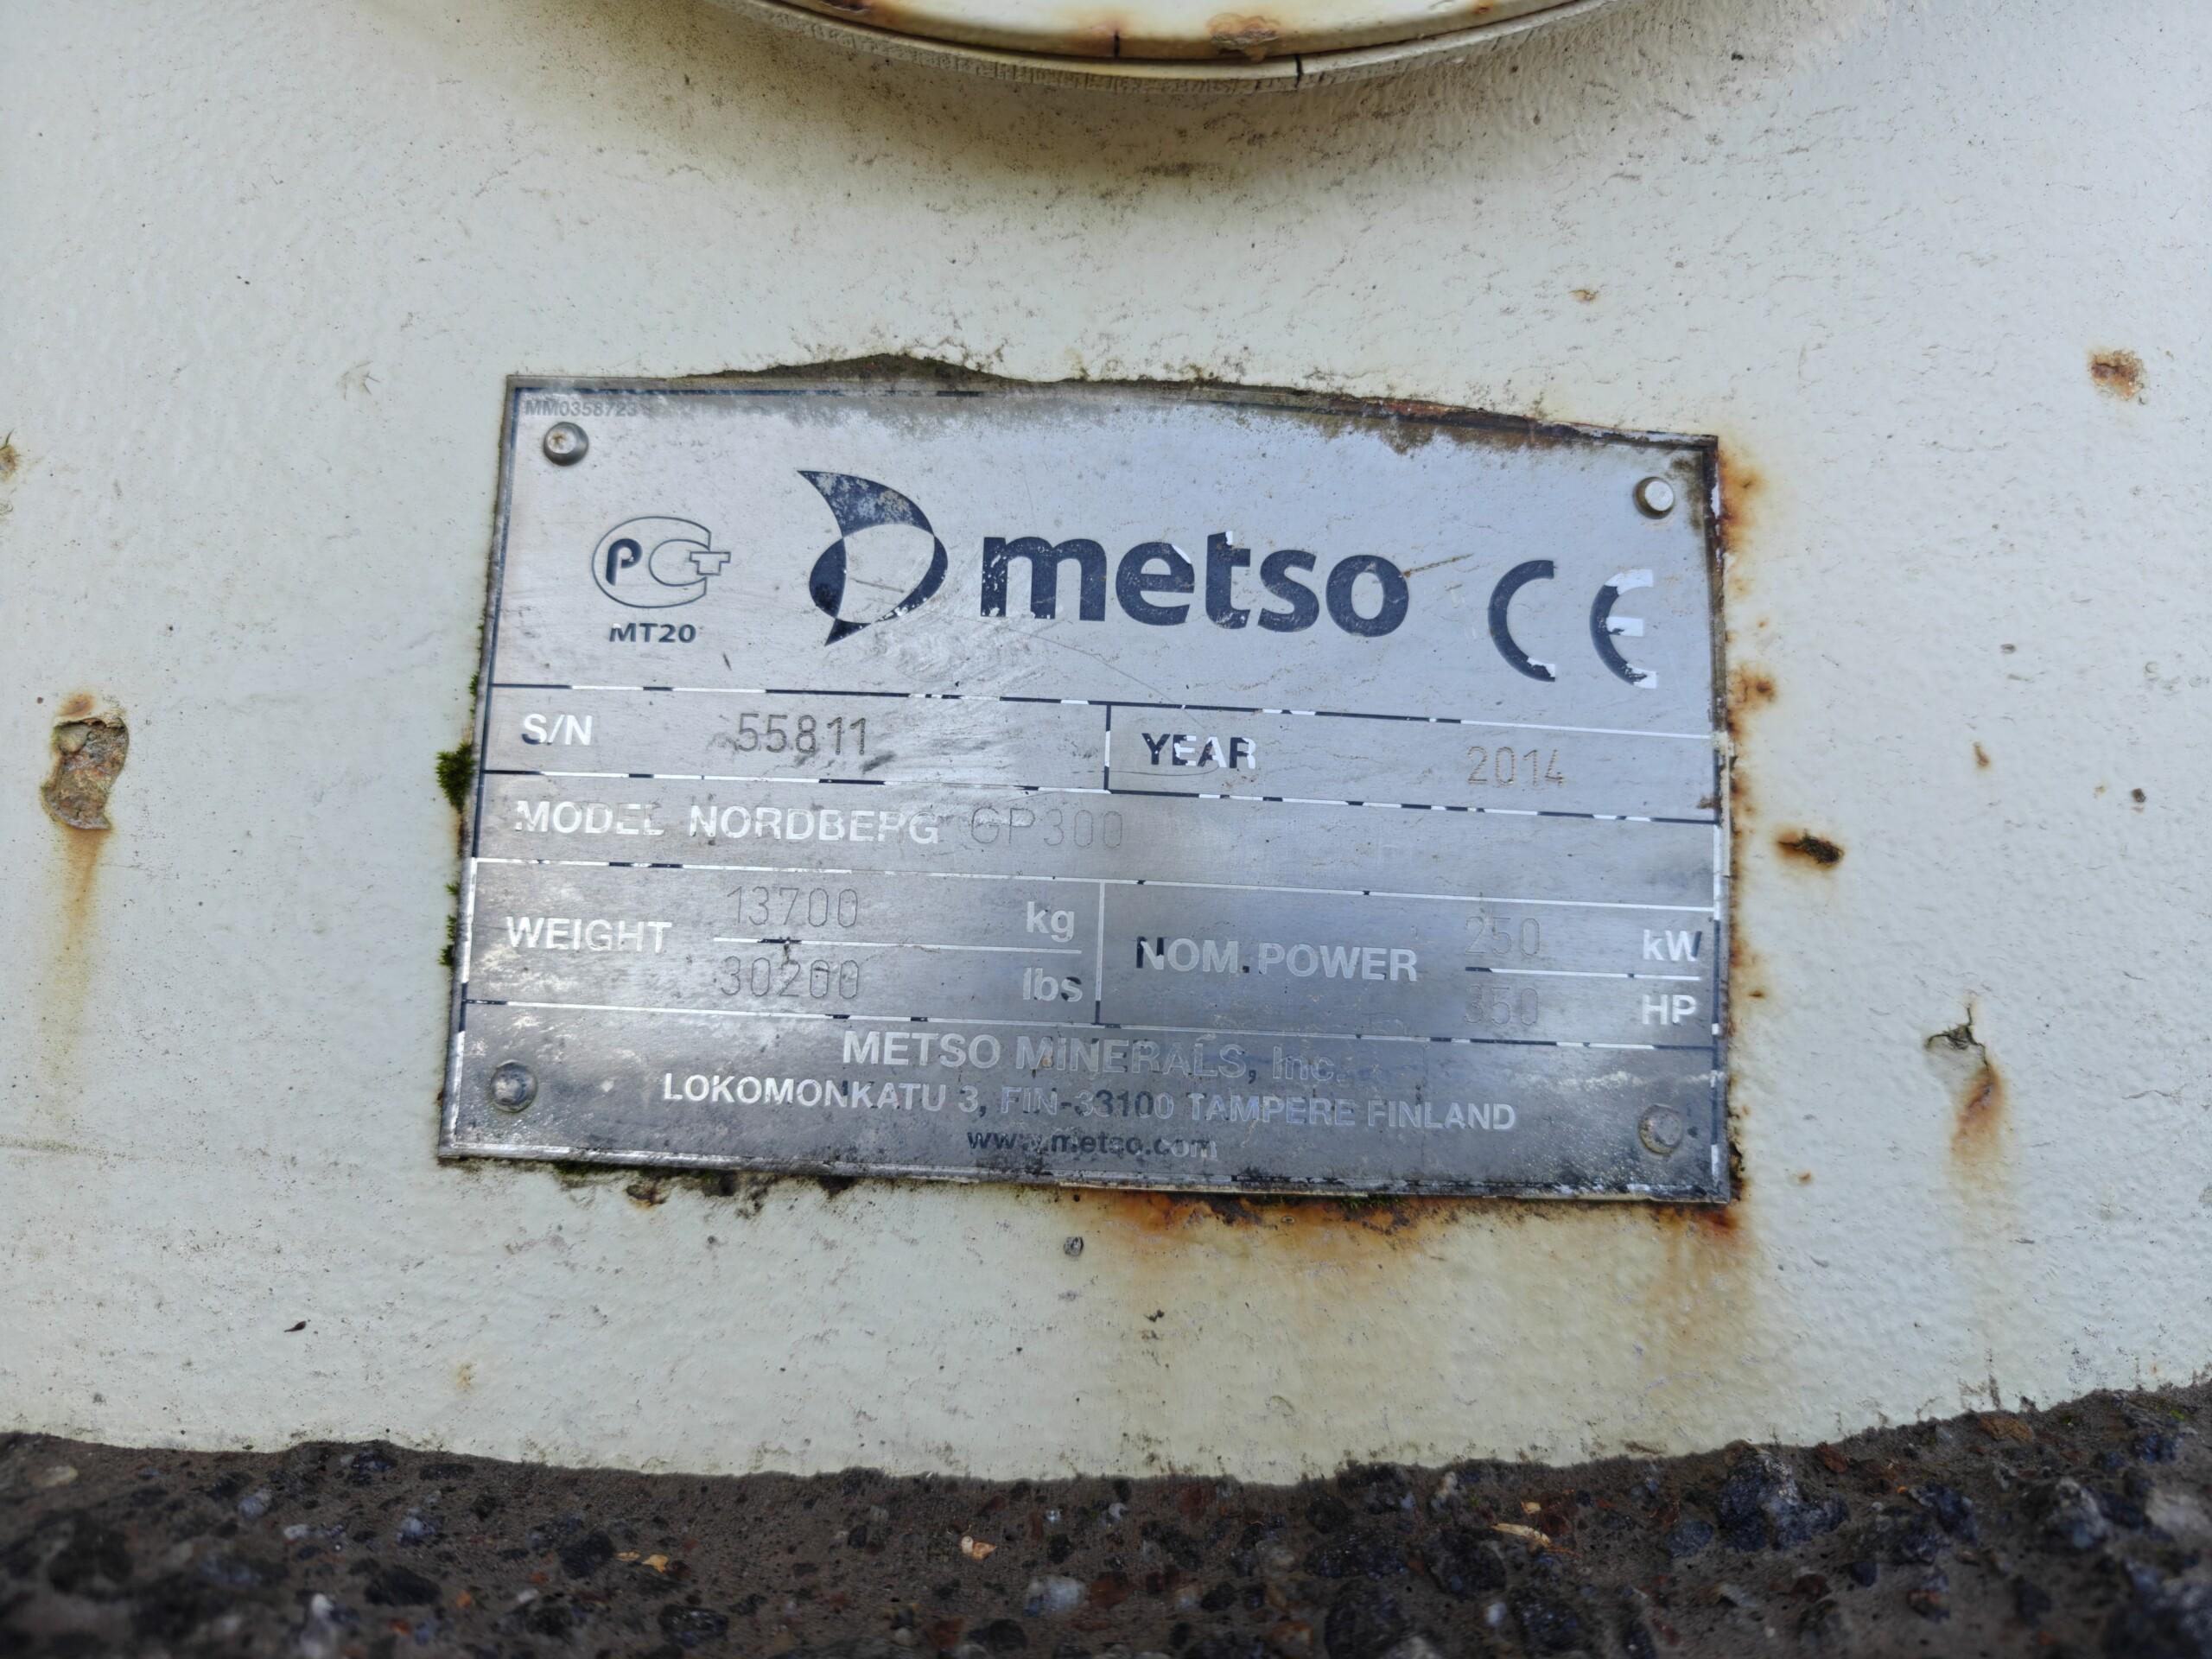 MM0358723
PCT
MT20
metso
CE
S/N 55811 YEAR 2014
MODEL NORDBERG GP300
WEIGHT 13700 kg
30200 lbs
NOM. POWER 250 kW
350 HP
METSO MINERALS, Inc.
LOKOMONKATU 3, FIN-33100 TAMPERE FINLAND
www.metso.com